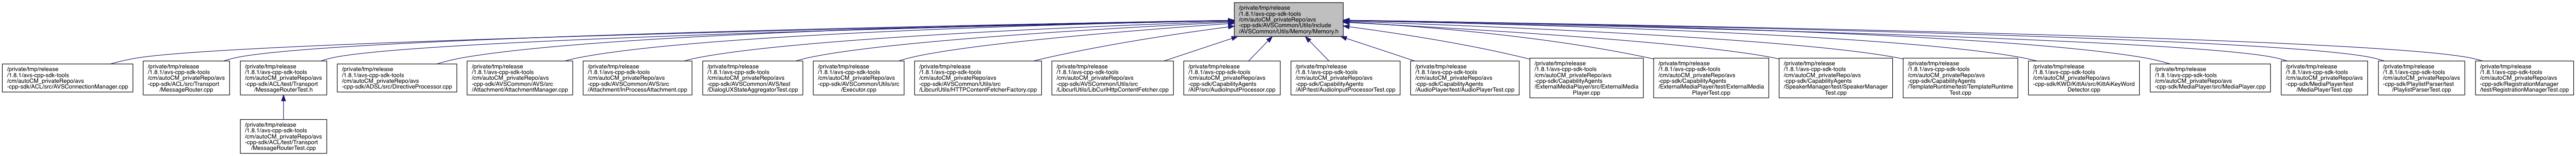 /private/tmp/release
/1.8.1/avs-cpp-sdk-tools
/cm/autoCM_privateRepo/avs
-cpp-sdk/AVSCommon/Utils/include
/AVSCommon/Utils/Memory/Memory.h
/private/tmp/release
/1.8.1/avs-cpp-sdk-tools
/cm/autoCM_privateRepo/avs
-cpp-sdk/ACL/src/AVSConnectionManager.cpp
/private/tmp/release
/1.8.1/avs-cpp-sdk-tools
/cm/autoCM_privateRepo/avs
-cpp-sdk/ACL/src/Transport
/MessageRouter.cpp
/private/tmp/release
/1.8.1/avs-cpp-sdk-tools
/cm/autoCM_privateRepo/avs
-cpp-sdk/ACL/test/Transport
/MessageRouterTest.h
/private/tmp/release
/1.8.1/avs-cpp-sdk-tools
/cm/autoCM_privateRepo/avs
-cpp-sdk/ADSL/src/DirectiveProcessor.cpp
/private/tmp/release
/1.8.1/avs-cpp-sdk-tools
/cm/autoCM_privateRepo/avs
-cpp-sdk/AVSCommon/AVS/src
/Attachment/AttachmentManager.cpp
/private/tmp/release
/1.8.1/avs-cpp-sdk-tools
/cm/autoCM_privateRepo/avs
-cpp-sdk/AVSCommon/AVS/src
/Attachment/InProcessAttachment.cpp
/private/tmp/release
/1.8.1/avs-cpp-sdk-tools
/cm/autoCM_privateRepo/avs
-cpp-sdk/AVSCommon/AVS/test
/DialogUXStateAggregatorTest.cpp
/private/tmp/release
/1.8.1/avs-cpp-sdk-tools
/cm/autoCM_privateRepo/avs
-cpp-sdk/AVSCommon/Utils/src
/Executor.cpp
/private/tmp/release
/1.8.1/avs-cpp-sdk-tools
/cm/autoCM_privateRepo/avs
-cpp-sdk/AVSCommon/Utils/src
/LibcurlUtils/HTTPContentFetcherFactory.cpp
/private/tmp/release
/1.8.1/avs-cpp-sdk-tools
/cm/autoCM_privateRepo/avs
-cpp-sdk/AVSCommon/Utils/src
/LibcurlUtils/LibCurlHttpContentFetcher.cpp
/private/tmp/release
/1.8.1/avs-cpp-sdk-tools
/cm/autoCM_privateRepo/avs
-cpp-sdk/CapabilityAgents
/AIP/src/AudioInputProcessor.cpp
/private/tmp/release
/1.8.1/avs-cpp-sdk-tools
/cm/autoCM_privateRepo/avs
-cpp-sdk/CapabilityAgents
/AIP/test/AudioInputProcessorTest.cpp
/private/tmp/release
/1.8.1/avs-cpp-sdk-tools
/cm/autoCM_privateRepo/avs
-cpp-sdk/CapabilityAgents
/AudioPlayer/test/AudioPlayerTest.cpp
/private/tmp/release
/1.8.1/avs-cpp-sdk-tools
/cm/autoCM_privateRepo/avs
-cpp-sdk/CapabilityAgents
/ExternalMediaPlayer/src/ExternalMedia
Player.cpp
/private/tmp/release
/1.8.1/avs-cpp-sdk-tools
/cm/autoCM_privateRepo/avs
-cpp-sdk/CapabilityAgents
/ExternalMediaPlayer/test/ExternalMedia
PlayerTest.cpp
/private/tmp/release
/1.8.1/avs-cpp-sdk-tools
/cm/autoCM_privateRepo/avs
-cpp-sdk/CapabilityAgents
/SpeakerManager/test/SpeakerManager
Test.cpp
/private/tmp/release
/1.8.1/avs-cpp-sdk-tools
/cm/autoCM_privateRepo/avs
-cpp-sdk/CapabilityAgents
/TemplateRuntime/test/TemplateRuntime
Test.cpp
/private/tmp/release
/1.8.1/avs-cpp-sdk-tools
/cm/autoCM_privateRepo/avs
-cpp-sdk/KWD/KittAi/src/KittAiKeyWord
Detector.cpp
/private/tmp/release
/1.8.1/avs-cpp-sdk-tools
/cm/autoCM_privateRepo/avs
-cpp-sdk/MediaPlayer/src/MediaPlayer.cpp
/private/tmp/release
/1.8.1/avs-cpp-sdk-tools
/cm/autoCM_privateRepo/avs
-cpp-sdk/MediaPlayer/test
/MediaPlayerTest.cpp
/private/tmp/release
/1.8.1/avs-cpp-sdk-tools
/cm/autoCM_privateRepo/avs
-cpp-sdk/PlaylistParser/test
/PlaylistParserTest.cpp
/private/tmp/release
/1.8.1/avs-cpp-sdk-tools
/cm/autoCM_privateRepo/avs
-cpp-sdk/RegistrationManager
/test/RegistrationManagerTest.cpp
/private/tmp/release
/1.8.1/avs-cpp-sdk-tools
/cm/autoCM_privateRepo/avs
-cpp-sdk/ACL/test/Transport
/MessageRouterTest.cpp